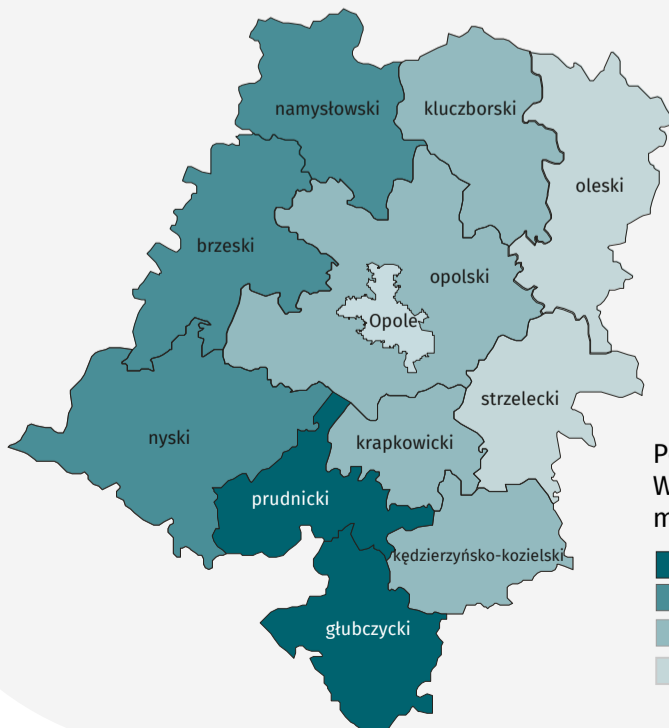 namysłowski
kluczborski
oleski
brzeski
opolski
Opole
strzelecki
nyski
krapkowicki
prudnicki
kędzierzyńsko-kozielski
głubczycki